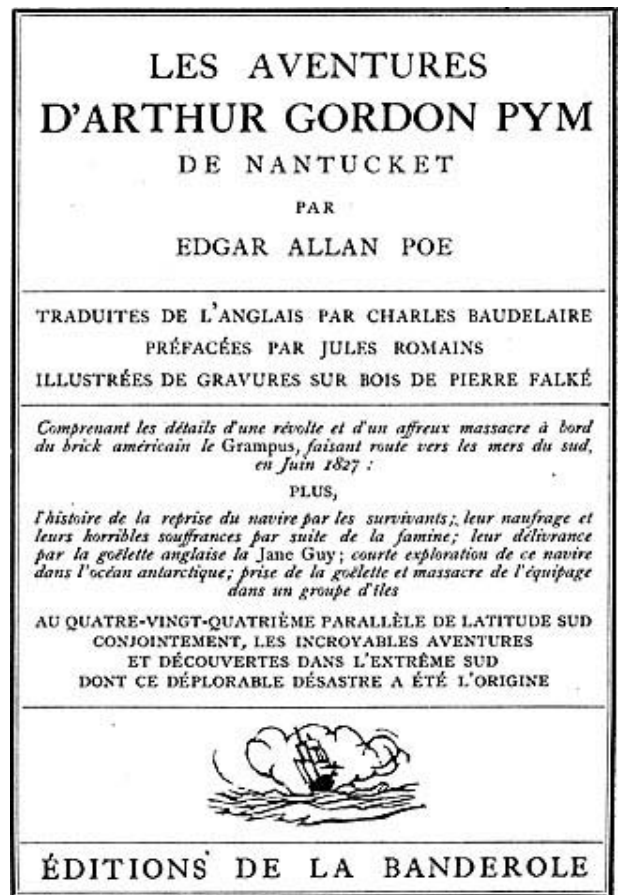 LES AVENTURES
D'ARTHUR GORDON PYM
DE NANTUCKET
PAR
EDGAR ALLAN POE
TRADUITES DE L'ANGLAIS PAR CHARLES BAUDELAIRE
PRÉFACÉES PAR JULES ROMAINS
ILLUSTRÉES DE GRAVURES SUR BOIS DE PIERRE FALKÉ
Comprenant les détails d'une révolte et d'un affreux massacre à bord
du brick américain le Grampus, faisant route vers les mers du sud,
en Juin 1827 :
PLUS,
l'histoire de la reprise du navire par les survivants; leur naufrage et
leurs horribles souffrances par suite de la famine; leur délivrance
par la goëlette anglaise la Jane Guy; courte exploration de ce navire
dans l'océan antarctique; prise de la goëlette et massacre de l'équipage
dans un groupe d'îles
AU QUATRE-VINGT-QUATRIÈME PARALLÈLE DE LATITUDE SUD
CONJOINTEMENT, LES INCROYABLES AVENTURES
ET DÉCOUVERTES DANS L'EXTRÊME SUD
DONT CE DÉPLORABLE DÉSASTRE A ÉTÉ L'ORIGINE
ÉDITIONS DE LA BANDEROLE